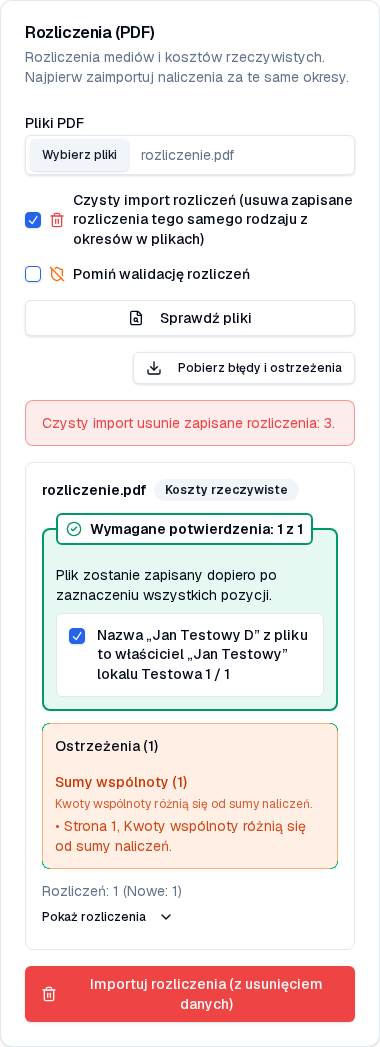 Rozliczenia (PDF)
Rozliczenia mediów i kosztów rzeczywistych.
Najpierw zaimportuj naliczenia za te same okresy.
Pliki PDF
Wybierz pliki rozliczenie.pdf
Czysty import rozliczeń (usuwa zapisane
rozliczenia tego samego rodzaju z
okresów w plikach)
Pomiń walidację rozliczeń
Sprawdź pliki
Pobierz błędy i ostrzeżenia
Czysty import usunie zapisane rozliczenia: 3.
rozliczenie.pdf Koszty rzeczywiste
Wymagane potwierdzenia: 1 z 1
Plik zostanie zapisany dopiero po
zaznaczeniu wszystkich pozycji.
Nazwa „Jan Testowy D” z pliku
to właściciel „Jan Testowy”
lokalu Testowa 1 / 1
Ostrzeżenia (1)
Sumy wspólnoty (1)
Kwoty wspólnoty różnią się od sumy naliczeń.
• Strona 1, Kwoty wspólnoty różnią się
od sumy naliczeń.
Rozliczeń: 1 (Nowe: 1)
Pokaż rozliczenia
Importuj rozliczenia (z usunięciem
danych)